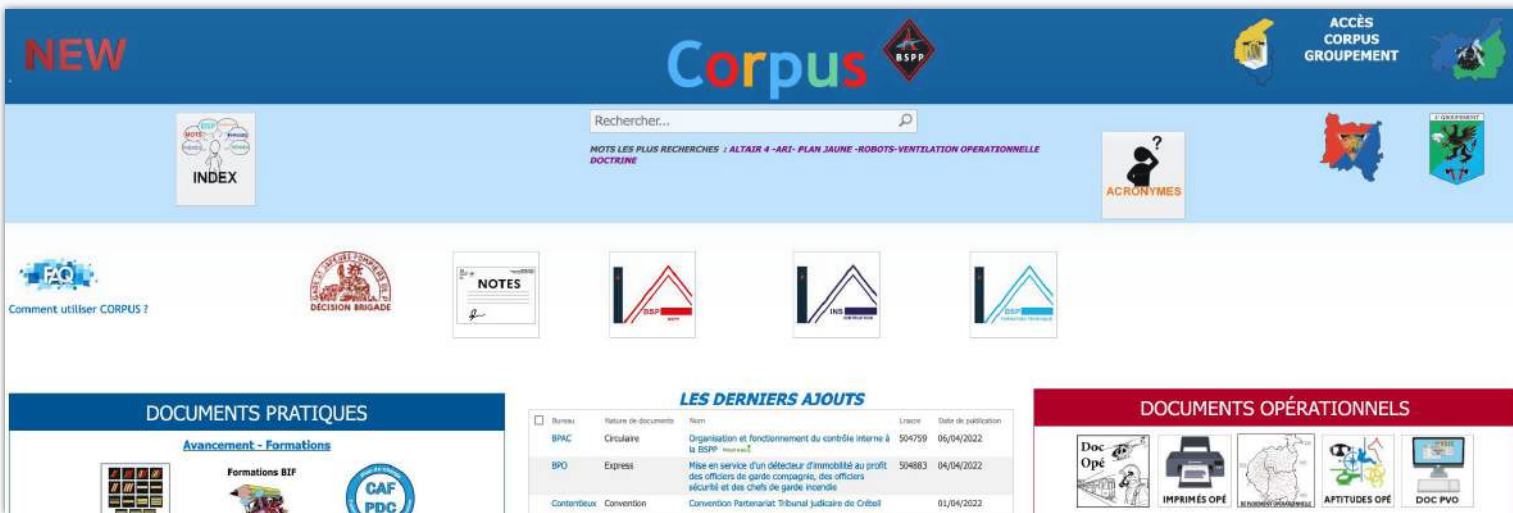 NEW
Corpus
BSPP
ACCÈS
CORPUS
GROUPEMENT
MOTS
BSP
INDEX
Rechercher...
MOTS LES PLUS RECHERCHES : ALTAIR 4 -ARI- PLAN JAUNE -ROBOTS-VENTILATION OPERATIONNELLE
DOCTRINE
?
ACRONYMES
FAQ
Comment utiliser CORPUS ?
DÉCISION BRIGADE
NOTES
BSP
INS
BSP
DOCUMENTS PRATIQUES
Avancement - Formations
Formations BIF
CAF
PDC
LES DERNIERS AJOUTS
Bureau Nature de documents Nom Date de publication
BPAC Circulaire Organisation et fonctionnement du contrôle interne à 504759 06/04/2022
la BSPP
BPO Express Mise en service d'un détecteur d'immobilité au profit 504883 04/04/2022
des officiers de garde compagnie, des officiers
sécurité et des chefs de garde incendie
Contentieux Convention Convention Partenariat Tribunal judicaire de Créteil 01/04/2022
DOCUMENTS OPÉRATIONNELS
Doc
Opé
IMPRIMÉS OPÉ
APTITUDES OPÉ
DOC PVO